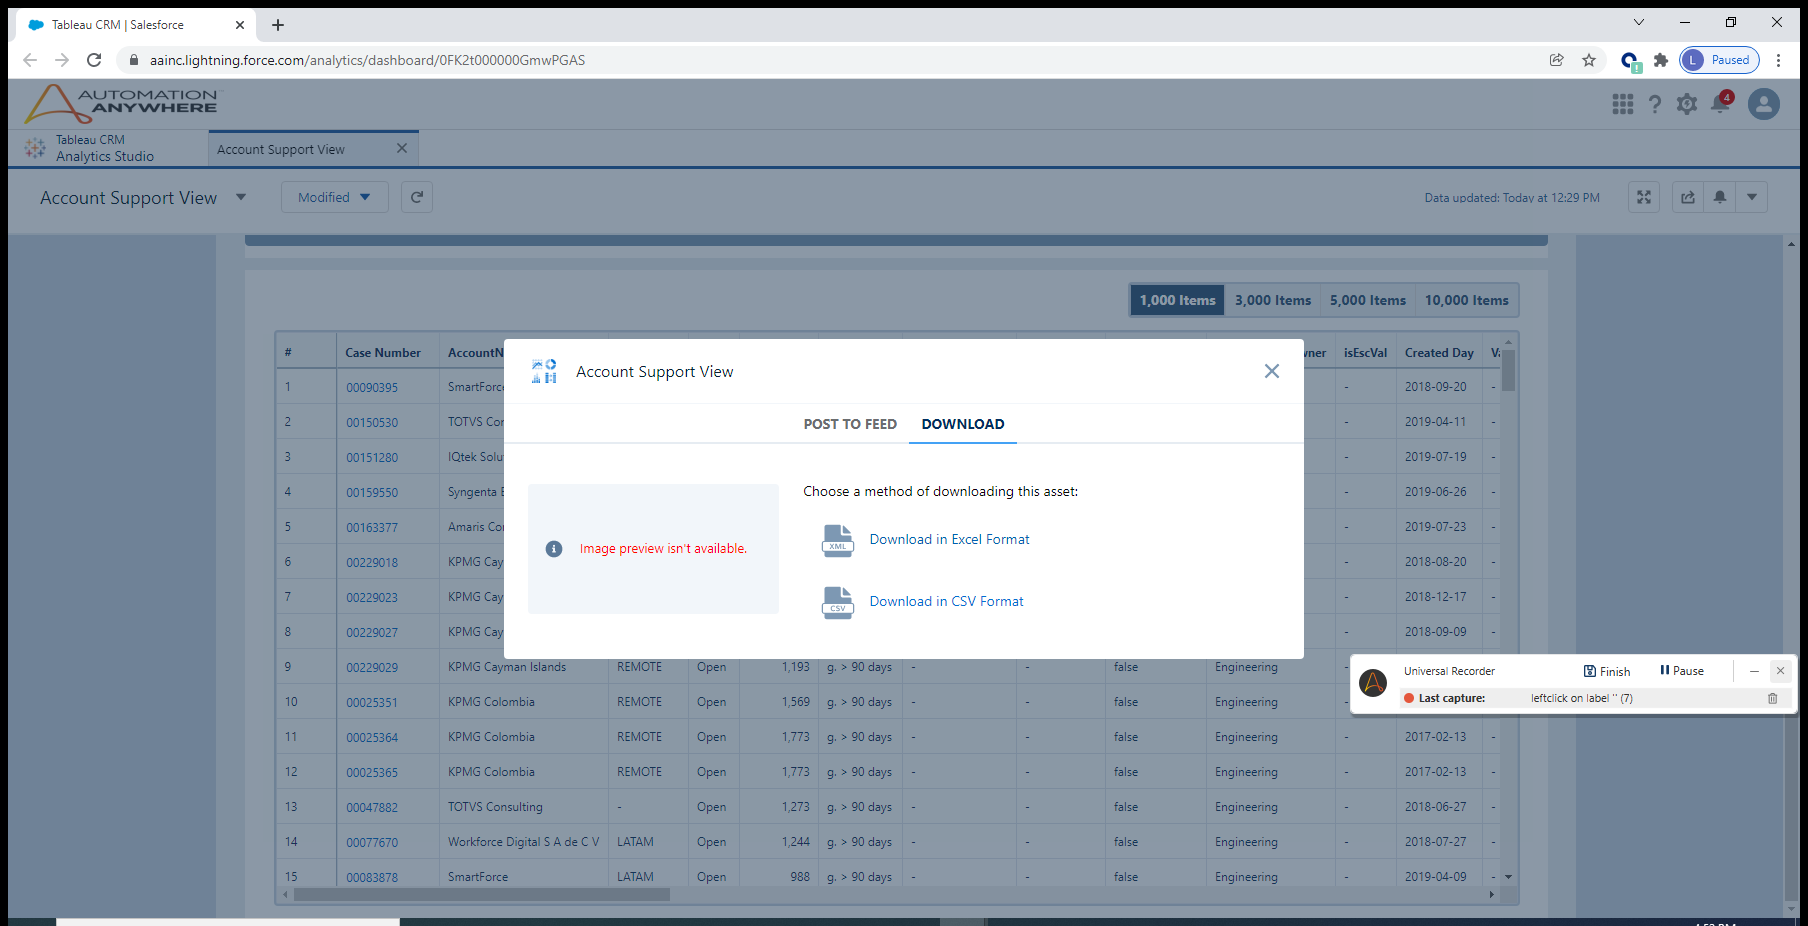 Tableau CRM | Salesforce
aainc.lightning.force.com/analytics/dashboard/0FK2t000000GmwPGAS
L Paused
AUTOMATION
ANYWHERE
4
Tableau CRM
Analytics Studio
Account Support View
Account Support View
Modified
Data updated: Today at 12:29 PM
1,000 Items 3,000 Items 5,000 Items 10,000 Items
# Case Number AccountN wner isEscVal Created Day Va
1 00090395 SmartForc - 2018-09-20 -
2 00150530 TOTVS Cor - 2019-04-11 -
3 00151280 IQtek Solu - 2019-07-19 -
4 00159550 Syngenta E - 2019-06-26 -
5 00163377 Amaris Co - 2019-07-23 -
6 00229018 KPMG Cay - 2018-08-20 -
7 00229023 KPMG Cay - 2018-12-17 -
8 00229027 KPMG Cay - 2018-09-09 -
9 00229029 KPMG Cayman Islands REMOTE Open 1,193 g. > 90 days - - false Engineering -
10 00025351 KPMG Colombia REMOTE Open 1,569 g. > 90 days - - false Engineering -
11 00025364 KPMG Colombia REMOTE Open 1,773 g. > 90 days - - false Engineering - 2017-02-13 -
12 00025365 KPMG Colombia REMOTE Open 1,773 g. > 90 days - - false Engineering - 2017-02-13 -
13 00047882 TOTVS Consulting - Open 1,273 g. > 90 days - - false Engineering - 2018-06-27 -
14 00077670 Workforce Digital S A de C V LATAM Open 1,244 g. > 90 days - - false Engineering - 2018-07-27 -
15 00083878 SmartForce LATAM Open 988 g. > 90 days - - false Engineering - 2019-04-09 -
Account Support View
POST TO FEED DOWNLOAD
Image preview isn't available.
Choose a method of downloading this asset:
XML Download in Excel Format
CSV Download in CSV Format
Universal Recorder Finish Pause
Last capture: leftclick on label '' (7)